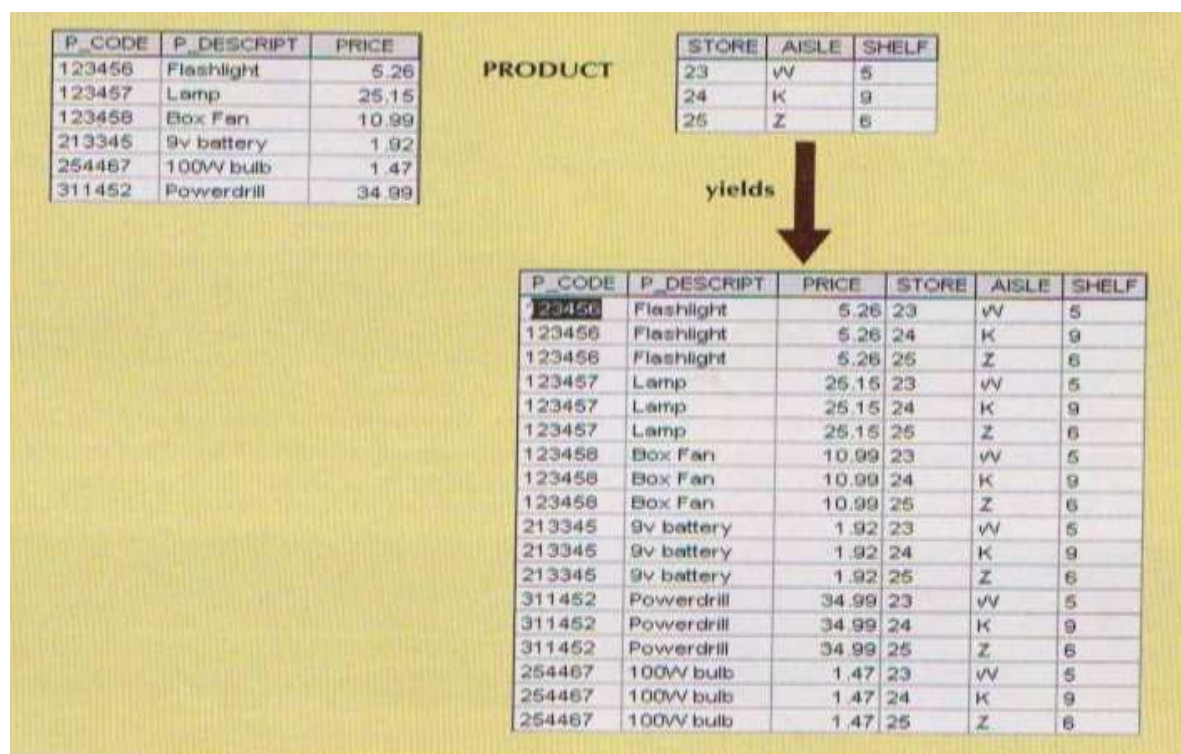 P_CODE P_DESCRIPT PRICE
123456 Flashlight 5.26
123457 Lamp 25.15
123458 Box Fan 10.99
213345 9v battery 1.92
254467 100W bulb 1.47
311452 Powerdrill 34.99
PRODUCT
STORE AISLE SHELF
23 W 5
24 K 9
25 Z 6
yields
P_CODE P_DESCRIPT PRICE STORE AISLE SHELF
123456 Flashlight 5.26 23 W 5
123456 Flashlight 5.26 24 K 9
123456 Flashlight 5.26 25 Z 6
123457 Lamp 25.15 23 W 5
123457 Lamp 25.15 24 K 9
123457 Lamp 25.15 25 Z 6
123458 Box Fan 10.99 23 W 5
123458 Box Fan 10.99 24 K 9
123458 Box Fan 10.99 25 Z 6
213345 9v battery 1.92 23 W 5
213345 9v battery 1.92 24 K 9
213345 9v battery 1.92 25 Z 6
311452 Powerdrill 34.99 23 W 5
311452 Powerdrill 34.99 24 K 9
311452 Powerdrill 34.99 25 Z 6
254467 100W bulb 1.47 23 W 5
254467 100W bulb 1.47 24 K 9
254467 100W bulb 1.47 25 Z 6